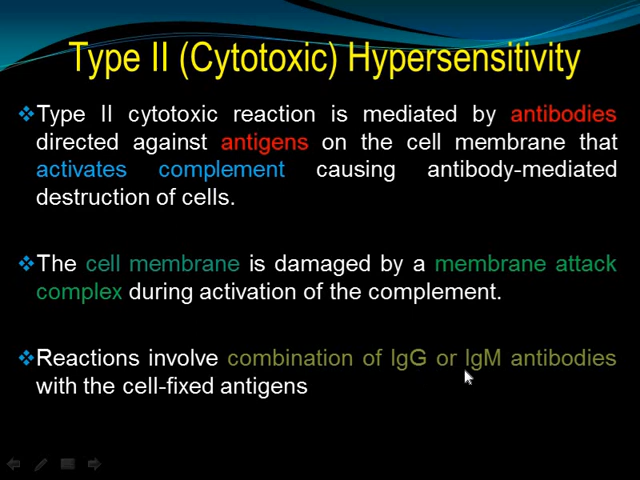 Type II (Cytotoxic) Hypersensitivity
Type II cytotoxic reaction is mediated by antibodies
directed against antigens on the cell membrane that
activates complement causing antibody-mediated
destruction of cells.
The cell membrane is damaged by a membrane attack
complex during activation of the complement.
Reactions involve combination of IgG or IgM antibodies
with the cell-fixed antigens